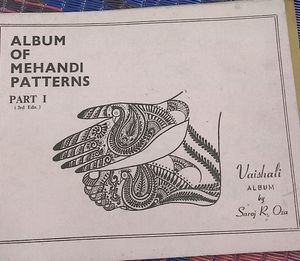 ALBUM
OF
MEHANDI
PATTERNS
PART I
(3rd Edn.)
Vaishali
ALBUM
by
Saroj R. Oza